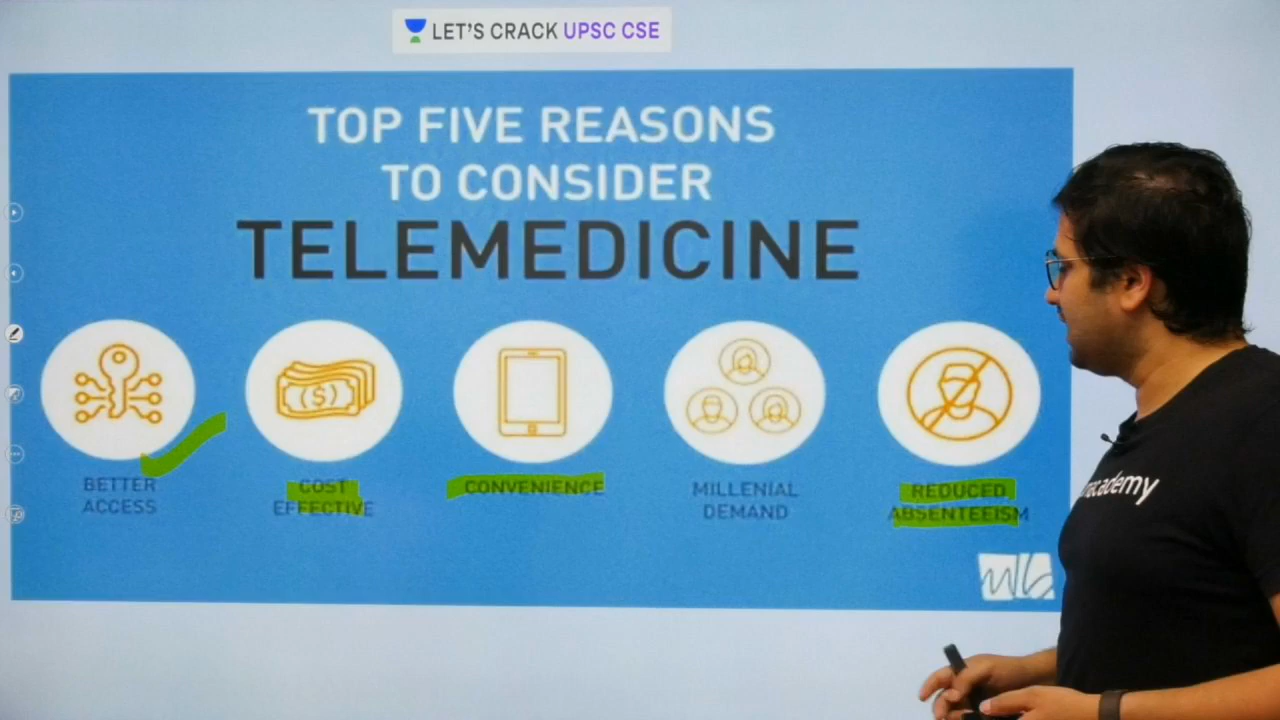 LET'S CRACK UPSC CSE
TOP FIVE REASONS
TO CONSIDER
TELEMEDICINE
($)
BETTER
ACCESS
COST
EFFECTIVE
CONVENIENCE
MILLENIAL
DEMAND
REDUCED
ABSENTEEISM
academy